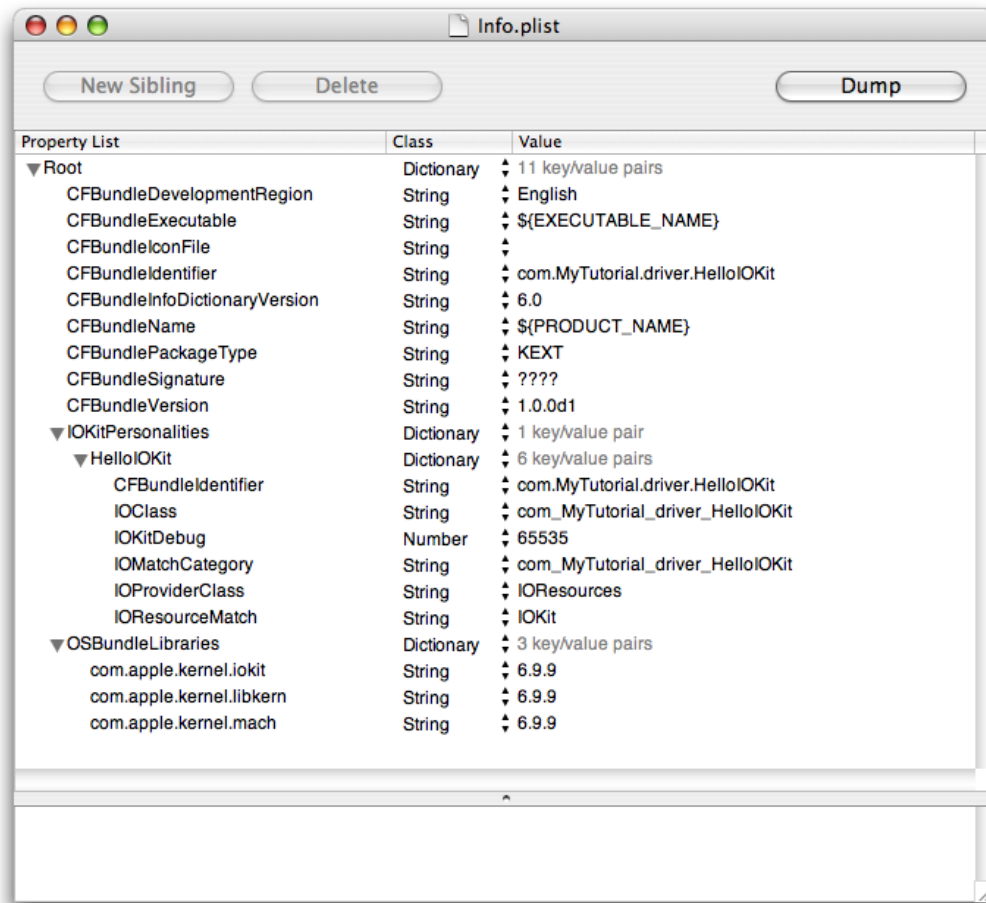 Info.plist
New Sibling Delete Dump
Property List Class Value
Root Dictionary 11 key/value pairs
CFBundleDevelopmentRegion String English
CFBundleExecutable String ${EXECUTABLE_NAME}
CFBundleIconFile String
CFBundleIdentifier String com.MyTutorial.driver.HelloIOKit
CFBundleInfoDictionaryVersion String 6.0
CFBundleName String ${PRODUCT_NAME}
CFBundlePackageType String KEXT
CFBundleSignature String ????
CFBundleVersion String 1.0.0d1
IOKitPersonalities Dictionary 1 key/value pair
HelloIOKit Dictionary 6 key/value pairs
CFBundleIdentifier String com.MyTutorial.driver.HelloIOKit
IOClass String com_MyTutorial_driver_HelloIOKit
IOKitDebug Number 65535
IOMatchCategory String com_MyTutorial_driver_HelloIOKit
IOProviderClass String IOResources
IOResourceMatch String IOKit
OSBundleLibraries Dictionary 3 key/value pairs
com.apple.kernel.iokit String 6.9.9
com.apple.kernel.libkern String 6.9.9
com.apple.kernel.mach String 6.9.9